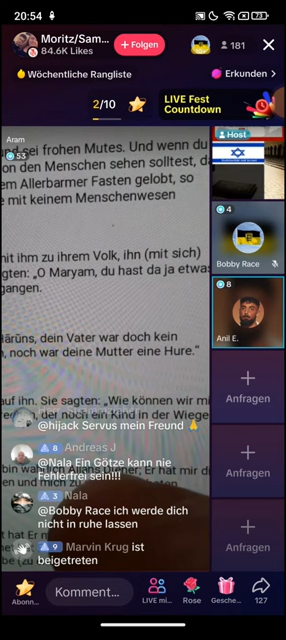 20:54
73
Moritz/Sam...
84.6K Likes
+ Folgen
181
Wöchentliche Rangliste
Erkunden >
2/10
LIVE Fest
Countdown
Aram
53
und sei frohen Mutes. Und wenn du
von den Menschen sehen solltest, da
em Allerbarmer Fasten gelobt, so
e mit keinem Menschenwesen
mit ihm zu ihrem Volk, ihn (mit sich)
gten: „O Maryam, du hast da ja etwas
gangen.
Hārūns, dein Vater war doch kein
n, noch war deine Mutter eine Hure."
auf ihn. Sie sagten: „Wie können wir mi
der noch ein Kind in der Wiege
Host
4
Bobby Race
8
Anil E.
Anfragen
Anfragen
Anfragen
@hijack Servus mein Freund
8 Andreas J
@Nala Ein Götze kann nie
Fehlerfrei sein!!!
3 Nala
@Bobby Race ich werde dich
nicht in ruhe lassen
9 Marvin Krug ist
beigetreten
Abonn...
Komment...
LIVE mi...
Rose
Gesche...
127